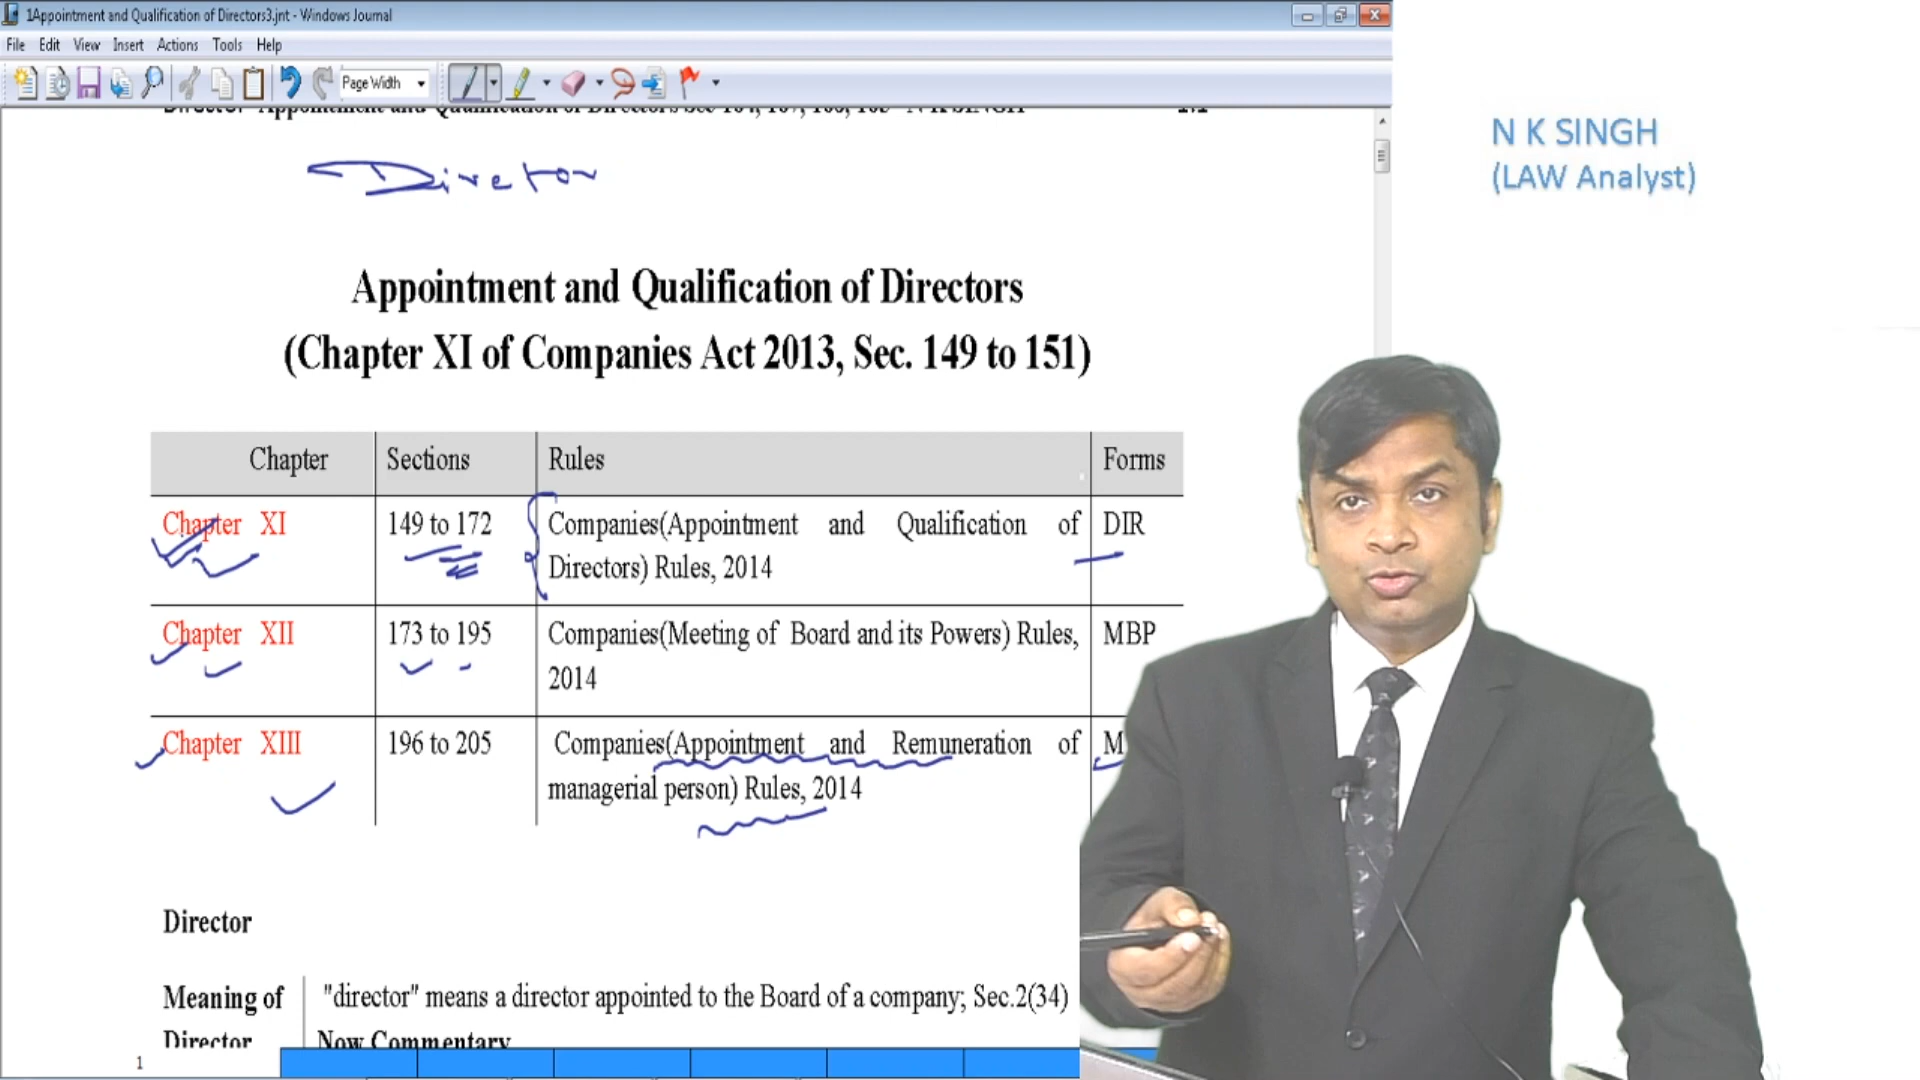 1Appointment and Qualification of Directors3.jnt - Windows Journal
File Edit View Insert Actions Tools Help
Page Width
N K SINGH
(LAW Analyst)
Director
Appointment and Qualification of Directors
(Chapter XI of Companies Act 2013, Sec. 149 to 151)
Chapter Sections Rules Forms
Chapter XI 149 to 172 Companies(Appointment and Qualification of DIR
Directors) Rules, 2014
Chapter XII 173 to 195 Companies(Meeting of Board and its Powers) Rules, MBP
2014
Chapter XIII 196 to 205 Companies(Appointment and Remuneration of M
managerial person) Rules, 2014
Director
Meaning of "director" means a director appointed to the Board of a company; Sec.2(34)
Director Now Commentary
1